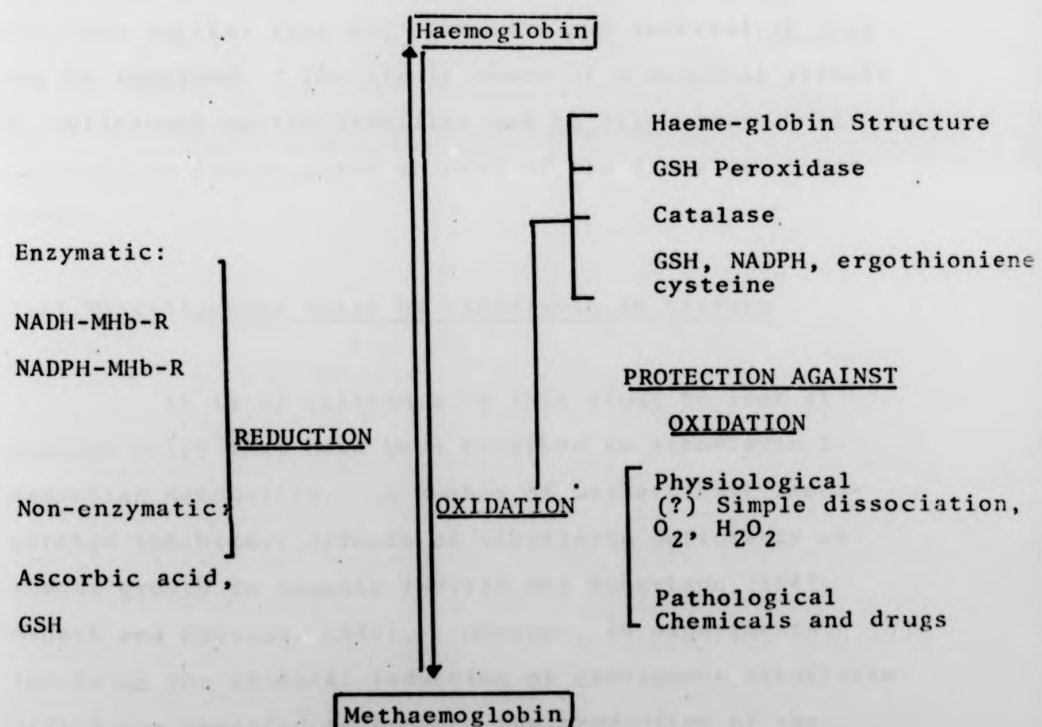 Haemoglobin
Haeme-globin Structure
GSH Peroxidase
Catalase
GSH, NADPH, ergothioniene
cysteine
Enzymatic:
NADH-MHb-R
NADPH-MHb-R
REDUCTION
Non-enzymatic:
Ascorbic acid,
GSH
PROTECTION AGAINST
OXIDATION
OXIDATION
Physiological
(?) Simple dissociation,
O2, H2O2
Pathological
Chemicals and drugs
Methaemoglobin